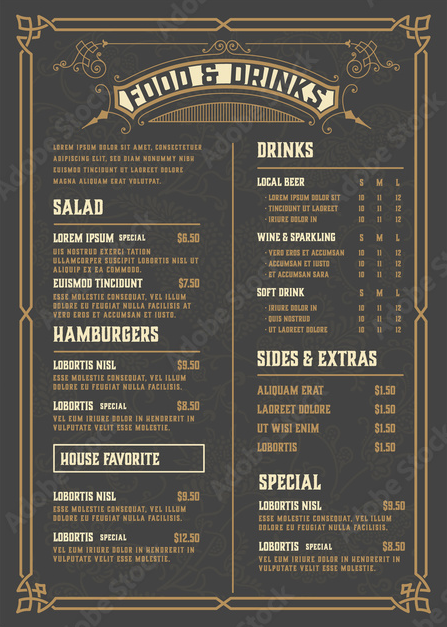 FOOD & DRINKS
LOREM IPSUM DOLOR SIT AMET, CONSECTETUER
ADIPISCING ELIT, SED DIAM NONUMMY NIBH
EUISMOD TINCIDUNT UT LAOREET DOLORE
MAGNA ALIQUAM ERAT VOLUTPAT.
SALAD
LOREM IPSUM SPECIAL $6.50
UIS NOSTRUD EXERCI TATION
ULLAMCORPER SUSCIPIT LOBORTIS NISL UT
ALIQUIP EX EA COMMODO.
EUISMOD TINCIDUNT $7.50
ESSE MOLESTIE CONSEQUAT, VEL ILLUM
DOLORE EU FEUGIAT NULLA FACILISIS AT
VERO EROS ET ACCUMSAN ET IUSTO.
HAMBURGERS
LOBORTIS NISL $9.50
ESSE MOLESTIE CONSEQUAT, VEL ILLUM
DOLORE EU FEUGIAT NULLA FACILISIS.
LOBORTIS SPECIAL $8.50
VEL EUM IRIURE DOLOR IN HENDRERIT IN
VULPUTATE VELIT ESSE MOLESTIE.
HOUSE FAVORITE
LOBORTIS NISL $9.50
ESSE MOLESTIE CONSEQUAT, VEL ILLUM
DOLORE EU FEUGIAT NULLA FACILISIS.
LOBORTIS SPECIAL $12.50
VEL EUM IRIURE DOLOR IN HENDRERIT IN
VULPUTATE VELIT ESSE MOLESTIE.
DRINKS
LOCAL BEER S M L
- LOREM IPSUM DOLOR SIT 10 11 12
- TINCIDUNT UT LAOREET 10 11 12
- IRIURE DOLOR IN 10 11 12
WINE & SPARKLING S M L
- VERO EROS ET ACCUMSAN 10 11 12
- ACCUMSAN ET IUSTO 10 11 12
- ET ACCUMSAN SARA 10 11 12
SOFT DRINK S M L
- IRIURE DOLOR IN 10 11 12
- QUIS NOSTRUD 10 11 12
- UT LAOREET DOLORE 10 11 12
SIDES & EXTRAS
ALIQUAM ERAT $1.50
LAOREET DOLORE $1.50
UT WISI ENIM $1.50
LOBORTIS $1.50
SPECIAL
LOBORTIS NISL $9.50
ESSE MOLESTIE CONSEQUAT, VEL ILLUM
DOLORE EU FEUGIAT NULLA FACILISIS.
LOBORTIS SPECIAL $8.50
VEL EUM IRIURE DOLOR IN HENDRERIT IN
VULPUTATE VELIT ESSE MOLESTIE.
Adobe Stock